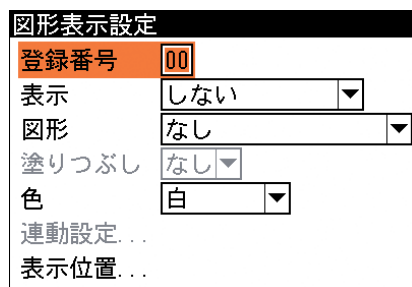 図形表示設定
登録番号 00
表示 しない
図形 なし
塗りつぶし なし
色 白
連動設定...
表示位置...